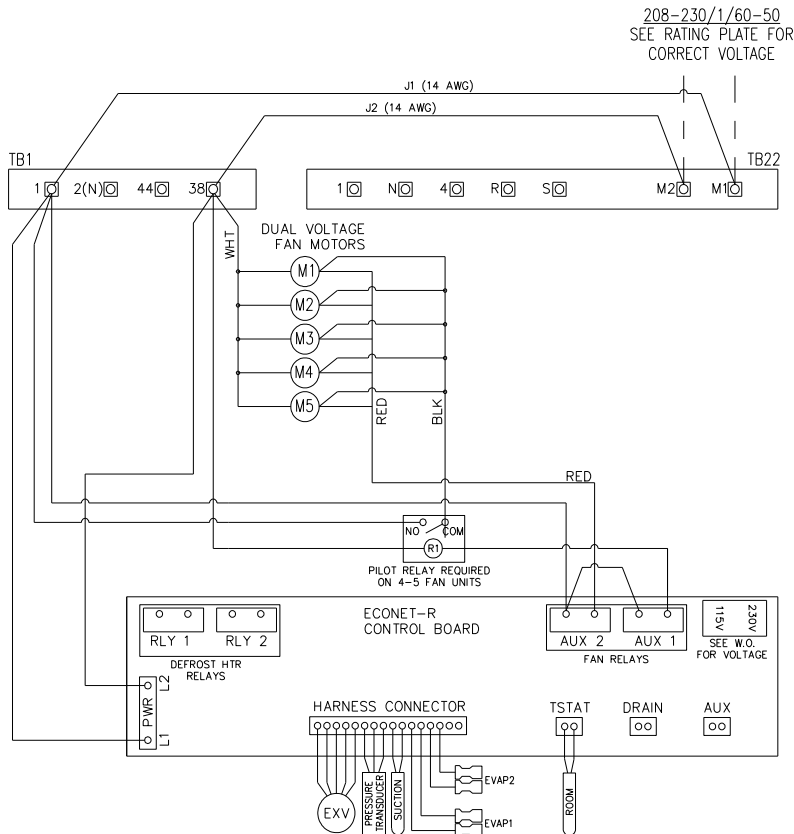 208-230/1/60-50
SEE RATING PLATE FOR
CORRECT VOLTAGE
J1 (14 AWG)
J2 (14 AWG)
TB1
TB22
1 2(N) 44 38
1 N 4 R S M2 M1
DUAL VOLTAGE
FAN MOTORS
WHT
M1
M2
M3
M4
M5
RED
BLK
RED
NO COM
R1
PILOT RELAY REQUIRED
ON 4-5 FAN UNITS
ECONET-R
CONTROL BOARD
RLY 1 RLY 2
DEFROST HTR
RELAYS
AUX 2 AUX 1
FAN RELAYS
115V 230V
SEE W.O.
FOR VOLTAGE
L2
PWR
L1
HARNESS CONNECTOR
TSTAT DRAIN AUX
EXV
PRESSURE
TRANSDUCER
SUCTION
EVAP2
EVAP1
ROOM